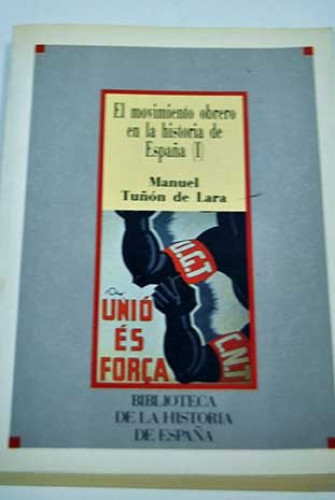 El movimiento obrero
en la historia de
España (I)
Manuel
Tuñón de Lara
U.G.T
C.N.T
UNIÓ
ÉS
FORÇA
BIBLIOTECA
DE LA HISTORIA
DE ESPAÑA